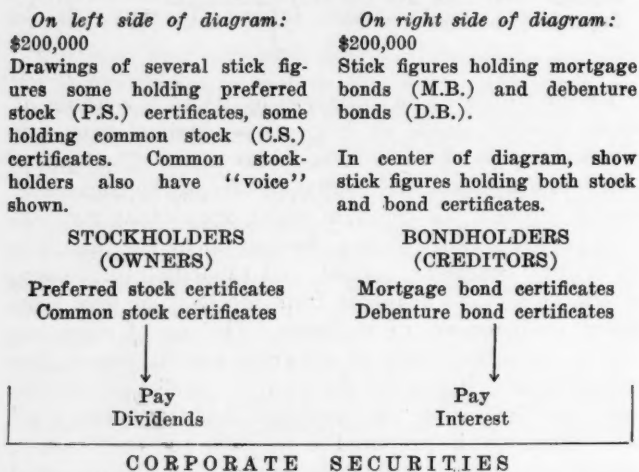 On left side of diagram:
$200,000
Drawings of several stick fig-
ures some holding preferred
stock (P.S.) certificates, some
holding common stock (C.S.)
certificates. Common stock-
holders also have "voice"
shown.
On right side of diagram:
$200,000
Stick figures holding mortgage
bonds (M.B.) and debenture
bonds (D.B.).
In center of diagram, show
stick figures holding both stock
and bond certificates.
STOCKHOLDERS
(OWNERS)
Preferred stock certificates
Common stock certificates
Pay
Dividends
BONDHOLDERS
(CREDITORS)
Mortgage bond certificates
Debenture bond certificates
Pay
Interest
CORPORATE SECURITIES